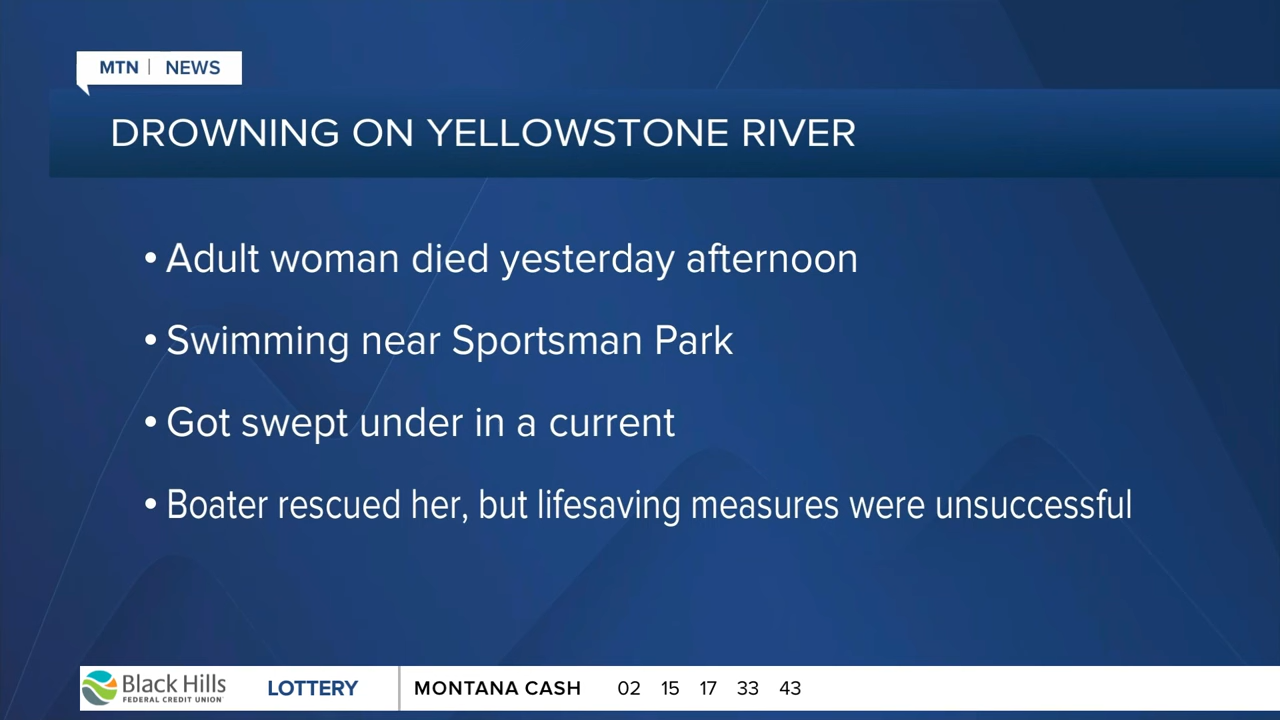 MTN | NEWS
DROWNING ON YELLOWSTONE RIVER
• Adult woman died yesterday afternoon
• Swimming near Sportsman Park
• Got swept under in a current
• Boater rescued her, but lifesaving measures were unsuccessful
Black Hills
FEDERAL CREDIT UNION
LOTTERY
MONTANA CASH 02 15 17 33 43